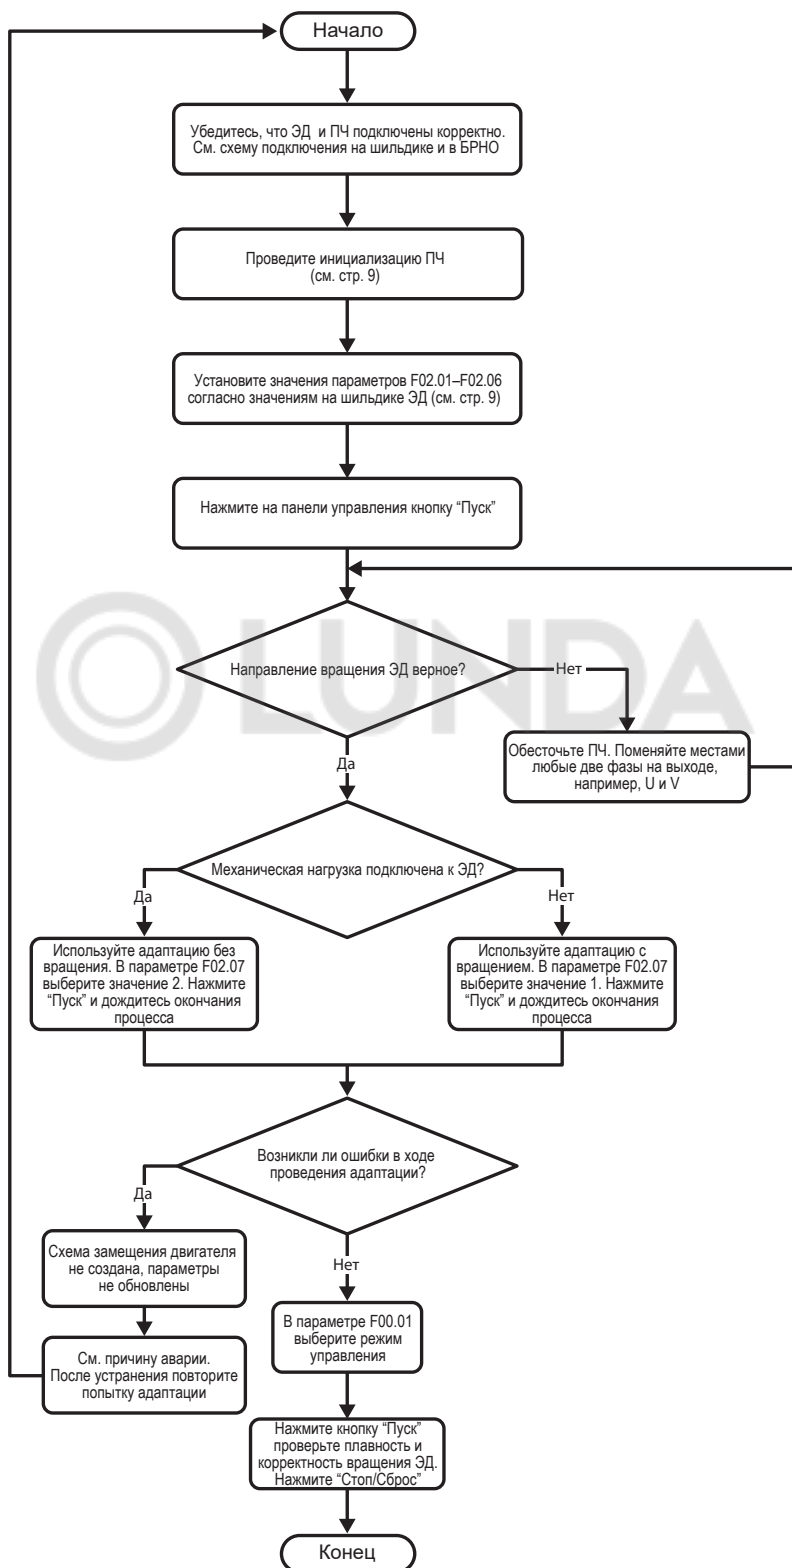 Начало
Убедитесь, что ЭД и ПЧ подключены корректно.
См. схему подключения на шильдике и в БРНО
Проведите инициализацию ПЧ
(см. стр. 9)
Установите значения параметров F02.01–F02.06
согласно значениям на шильдике ЭД (см. стр. 9)
Нажмите на панели управления кнопку “Пуск”
LUNDA
Направление вращения ЭД верное?
Нет
Обесточьте ПЧ. Поменяйте местами
любые две фазы на выходе,
например, U и V
Да
Механическая нагрузка подключена к ЭД?
Да
Нет
Используйте адаптацию без
вращения. В параметре F02.07
выберите значение 2. Нажмите
“Пуск” и дождитесь окончания
процесса
Используйте адаптацию с
вращением. В параметре F02.07
выберите значение 1. Нажмите
“Пуск” и дождитесь окончания
процесса
Возникли ли ошибки в ходе
проведения адаптации?
Да
Схема замещения двигателя
не создана, параметры
не обновлены
См. причину аварии.
После устранения повторите
попытку адаптации
Нет
В параметре F00.01
выберите режим
управления
Нажмите кнопку “Пуск”
проверьте плавность и
корректность вращения ЭД.
Нажмите “Стоп/Сброс”
Конец